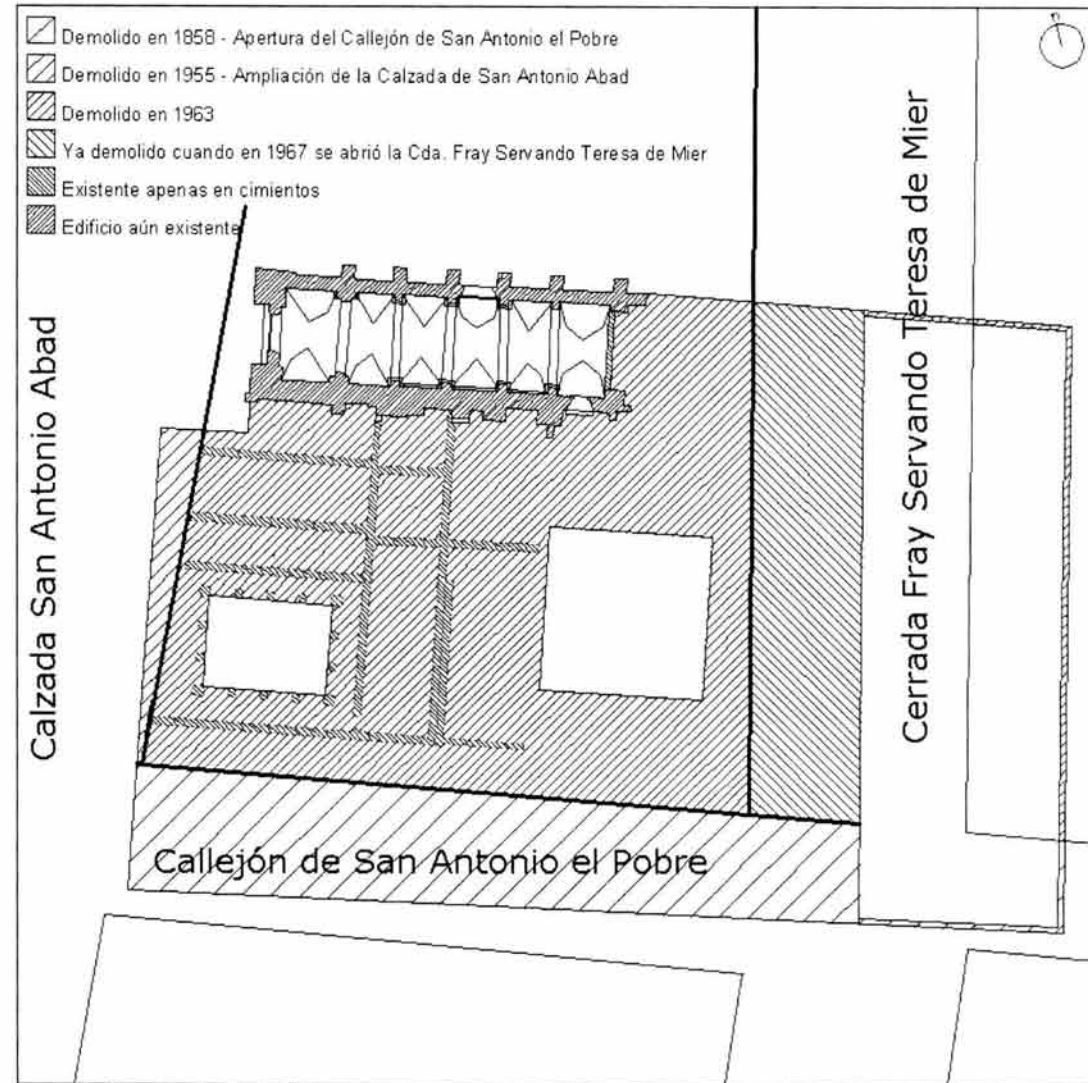 Demolido en 1858 - Apertura del Callejón de San Antonio el Pobre
Demolido en 1955 - Ampliación de la Calzada de San Antonio Abad
Demolido en 1963
Ya demolido cuando en 1967 se abrió la Cda. Fray Servando Teresa de Mier
Existente apenas en cimientos
Edificio aún existente
n
Calzada San Antonio Abad
Cerrada Fray Servando Teresa de Mier
Callejón de San Antonio el Pobre